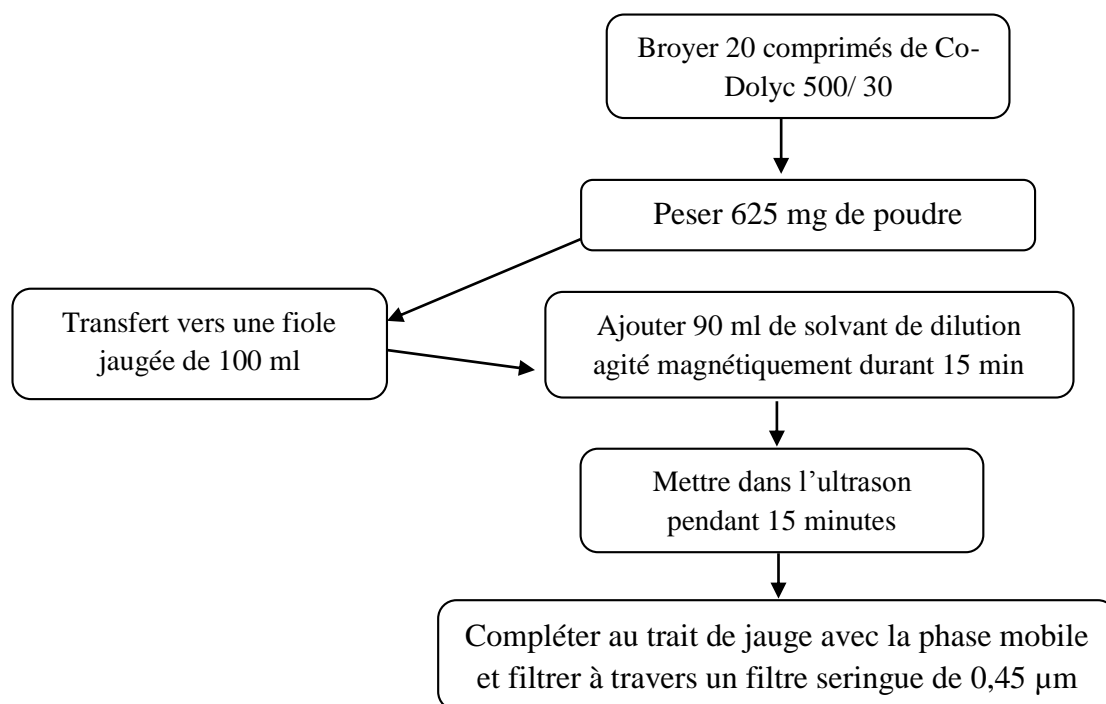 Broyer 20 comprimés de Co-
Dolyc 500/ 30
Peser 625 mg de poudre
Transfert vers une fiole
jaugée de 100 ml
Ajouter 90 ml de solvant de dilution
agité magnétiquement durant 15 min
Mettre dans l’ultrason
pendant 15 minutes
Compléter au trait de jauge avec la phase mobile
et filtrer à travers un filtre seringue de 0,45 µm